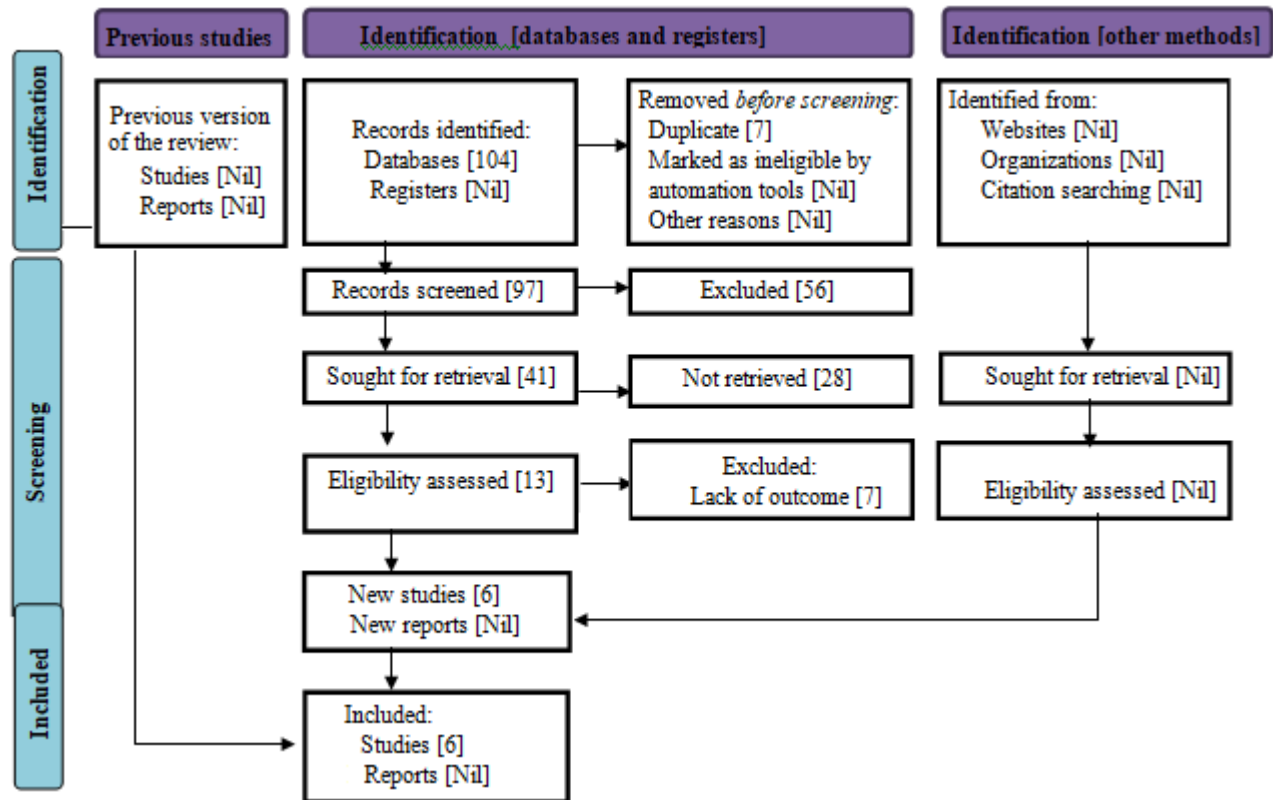 Previous studies
Identification [databases and registers]
Identification [other methods]
Identification
Previous version
of the review:
Studies [Nil]
Reports [Nil]
Records identified:
Databases [104]
Registers [Nil]
Removed before screening:
Duplicate [7]
Marked as ineligible by
automation tools [Nil]
Other reasons [Nil]
Identified from:
Websites [Nil]
Organizations [Nil]
Citation searching [Nil]
Screening
Records screened [97]
Excluded [56]
Sought for retrieval [41]
Not retrieved [28]
Sought for retrieval [Nil]
Eligibility assessed [13]
Excluded:
Lack of outcome [7]
Eligibility assessed [Nil]
New studies [6]
New reports [Nil]
Included
Included:
Studies [6]
Reports [Nil]